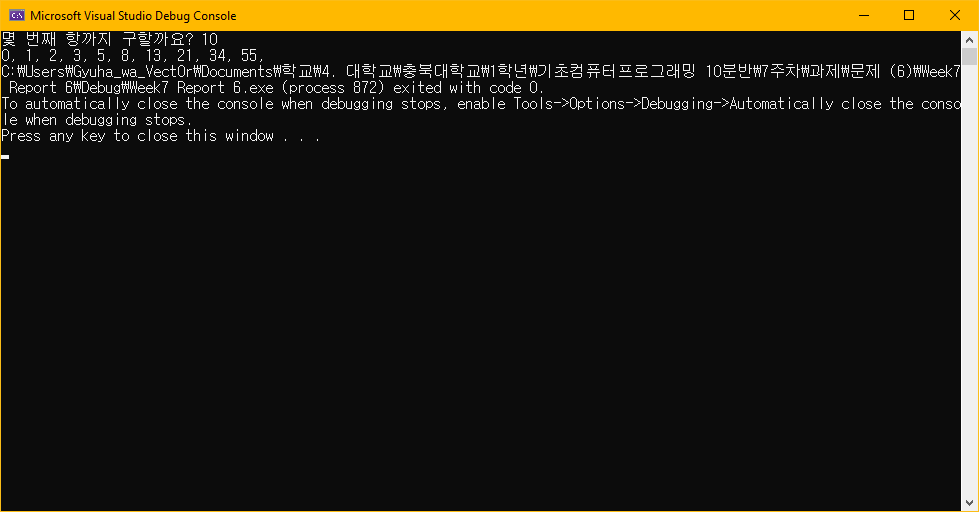 Microsoft Visual Studio Debug Console
몇 번째 항까지 구할까요? 10
0, 1, 2, 3, 5, 8, 13, 21, 34, 55,
C:₩Users₩Gyuha_wa_VectOr₩Documents₩학교₩4. 대학교₩충북대학교₩1학년₩기초컴퓨터프로그래밍 10분반₩7주차₩과제₩문제 (6)₩Week7
Report 6₩Debug₩Week7 Report 6.exe (process 872) exited with code 0.
To automatically close the console when debugging stops, enable Tools->Options->Debugging->Automatically close the conso
le when debugging stops.
Press any key to close this window . . .